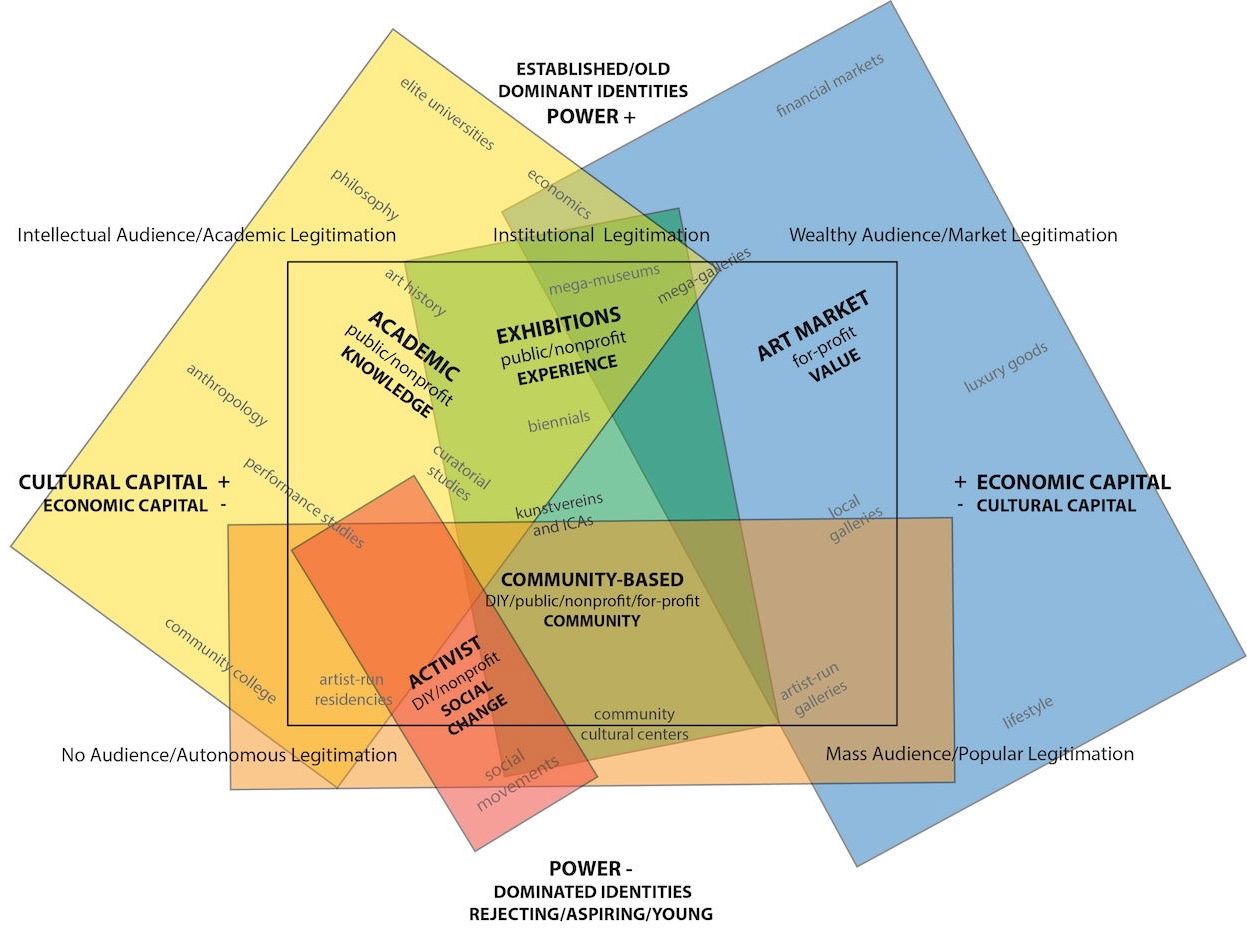 ESTABLISHED/OLD
DOMINANT IDENTITIES
POWER +
financial markets
elite universities
philosophy
economics
Intellectual Audience/Academic Legitimation
Institutional Legitimation
Wealthy Audience/Market Legitimation
art history
mega-museums
mega-galleries
ACADEMIC
public/nonprofit
KNOWLEDGE
EXHIBITIONS
public/nonprofit
EXPERIENCE
ART MARKET
for-profit
VALUE
anthropology
luxury goods
biennials
performance studies
curatorial
studies
CULTURAL CAPITAL +
ECONOMIC CAPITAL -
kunstvereins
and ICAs
local
galleries
+ ECONOMIC CAPITAL
- CULTURAL CAPITAL
COMMUNITY-BASED
DIY/public/nonprofit/for-profit
COMMUNITY
community college
artist-run
residencies
ACTIVIST
DIY/nonprofit
SOCIAL
CHANGE
artist-run
galleries
lifestyle
community
cultural centers
No Audience/Autonomous Legitimation
social
movements
Mass Audience/Popular Legitimation
POWER -
DOMINATED IDENTITIES
REJECTING/ASPIRING/YOUNG